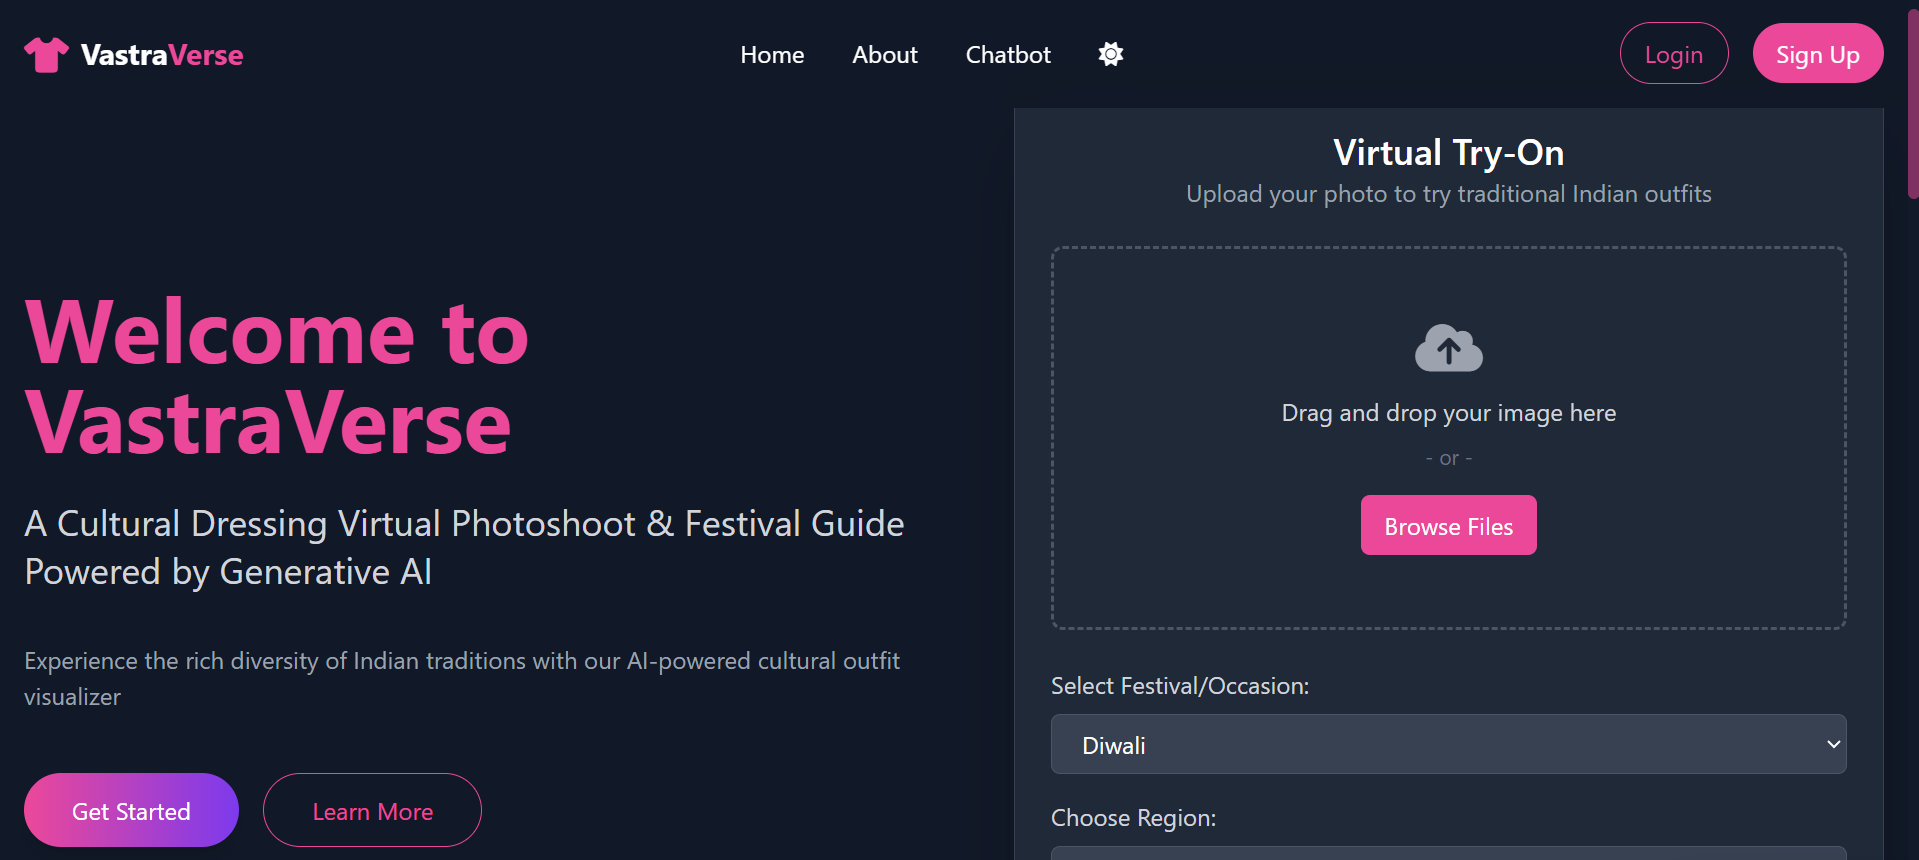 VastraVerse
Home
About
Chatbot
Login
Sign Up
Welcome to
VastraVerse
A Cultural Dressing Virtual Photoshoot & Festival Guide
Powered by Generative AI
Experience the rich diversity of Indian traditions with our AI-powered cultural outfit
visualizer
Get Started
Learn More
Virtual Try-On
Upload your photo to try traditional Indian outfits
Drag and drop your image here
- or -
Browse Files
Select Festival/Occasion:
Diwali
Choose Region: